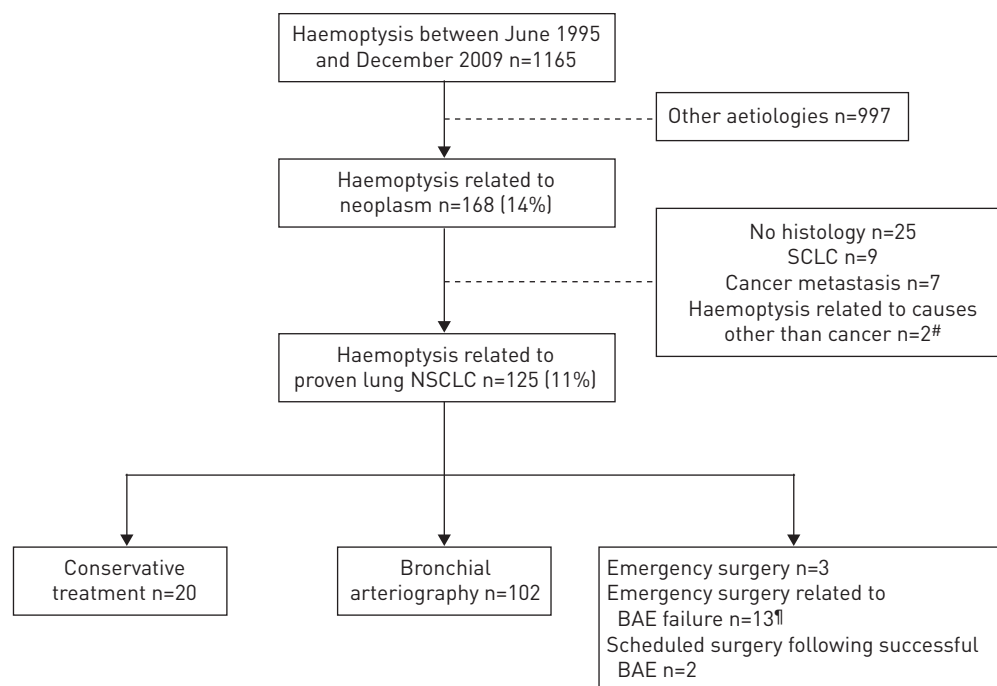 Haemoptysis between June 1995
and December 2009 n=1165
Other aetiologies n=997
Haemoptysis related to
neoplasm n=168 (14%)
No histology n=25
SCLC n=9
Cancer metastasis n=7
Haemoptysis related to causes
other than cancer n=2#
Haemoptysis related to
proven lung NSCLC n=125 (11%)
Conservative
treatment n=20
Bronchial
arteriography n=102
Emergency surgery n=3
Emergency surgery related to
BAE failure n=13¶
Scheduled surgery following successful
BAE n=2